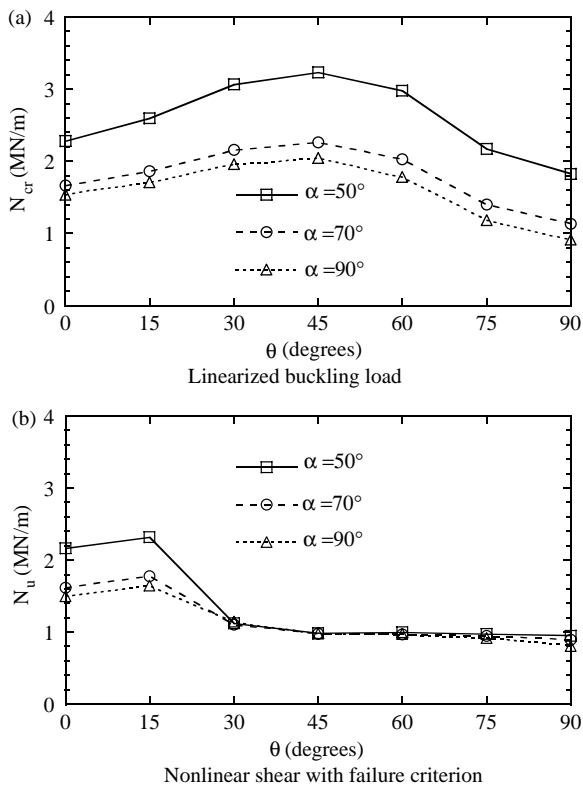 (a)
4
3
2
1
0
N_cr (MN/m)
α =50°
α =70°
α =90°
0 15 30 45 60 75 90
θ (degrees)
Linearized buckling load
(b)
4
3
2
1
0
N_u (MN/m)
α =50°
α =70°
α =90°
0 15 30 45 60 75 90
θ (degrees)
Nonlinear shear with failure criterion